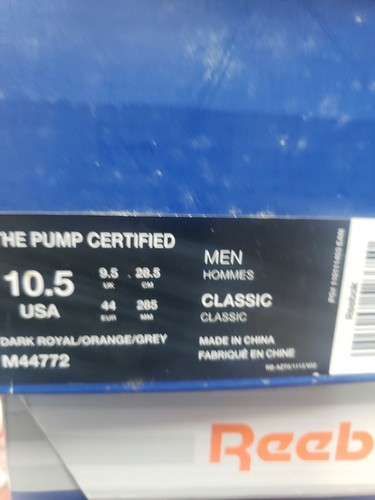 THE PUMP CERTIFIED
10.5
USA
9.5
UK
28.5
CM
44
EUR
285
MM
DARK ROYAL/ORANGE/GREY
M44772
MEN
HOMMES
CLASSIC
CLASSIC
MADE IN CHINA
FABRIQUÉ EN CHINE
Reebok
Reeb